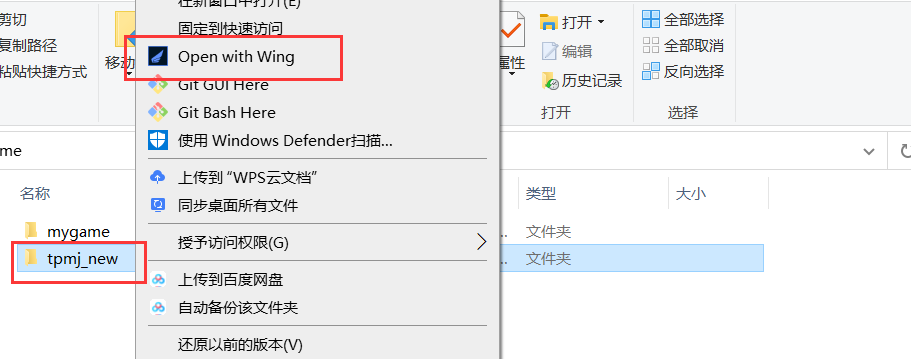 剪切
复制路径
粘贴快捷方式
移动
属性
打开
编辑
历史记录
打开
全部选择
全部取消
反向选择
选择
在新窗口中打开(E)
固定到快速访问
Open with Wing
Git GUI Here
Git Bash Here
使用 Windows Defender扫描...
上传到 “WPS云文档”
同步桌面所有文件
授予访问权限(G)
上传到百度网盘
自动备份该文件夹
还原以前的版本(V)
me
名称
类型
大小
mygame
.. 文件夹
tpmj_new
.. 文件夹